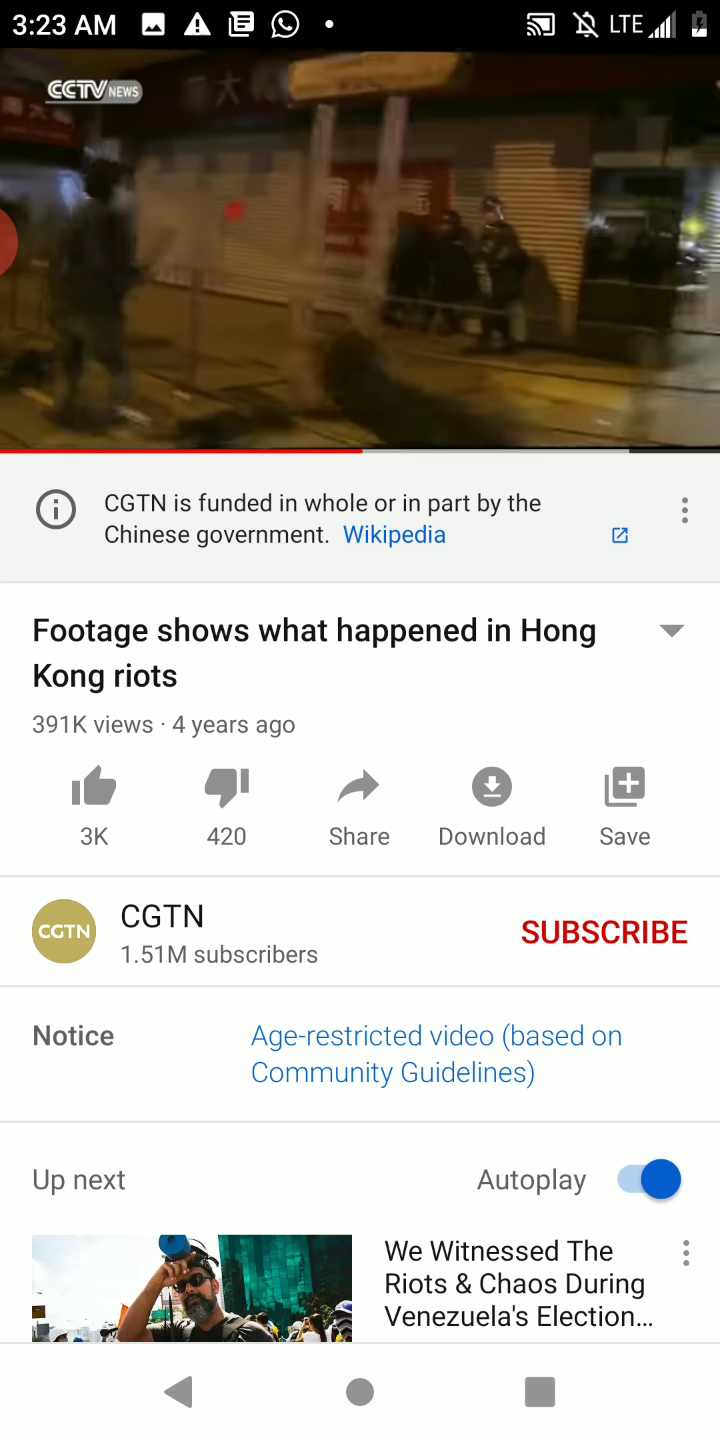 3:23 AM
LTE
CCTV NEWS
CGTN is funded in whole or in part by the
Chinese government. Wikipedia
Footage shows what happened in Hong
Kong riots
391K views · 4 years ago
3K
420
Share
Download
Save
CGTN
CGTN
1.51M subscribers
SUBSCRIBE
Notice
Age-restricted video (based on
Community Guidelines)
Up next
Autoplay
We Witnessed The
Riots & Chaos During
Venezuela's Election...